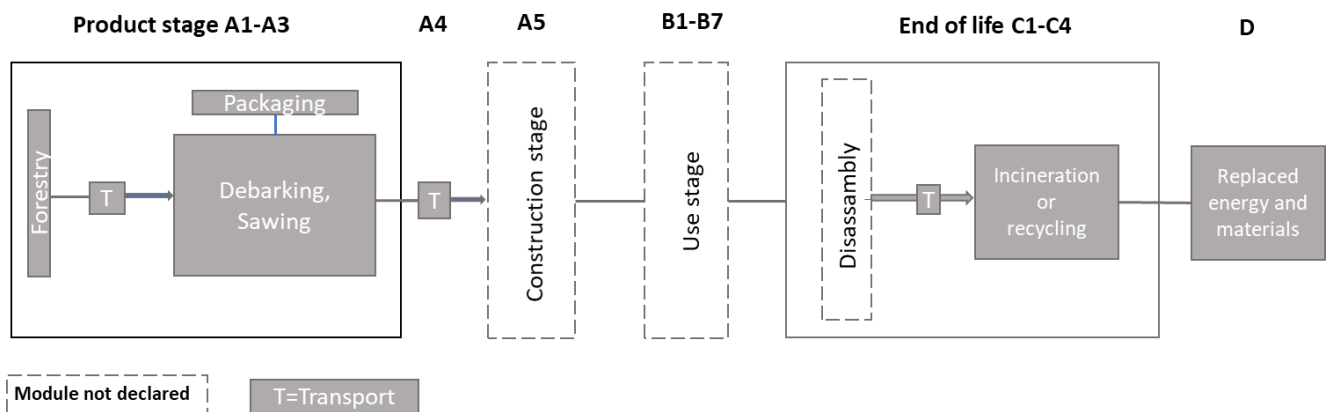 Product stage A1-A3
A4
A5
B1-B7
End of life C1-C4
D
Forestry
T
Packaging
Debarking,
Sawing
T
Construction stage
Use stage
Disassambly
T
Incineration
or
recycling
Replaced
energy and
materials
Module not declared
T=Transport